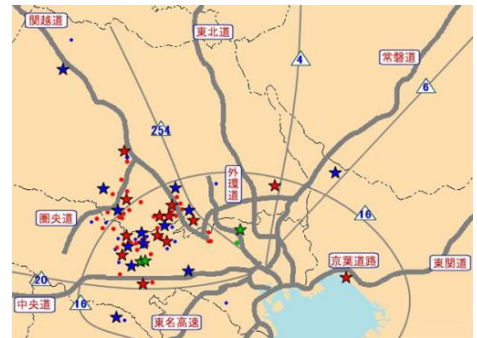 関越道
東北道
常磐道
4
6
254
外環道
圏央道
16
京葉道路
東関道
20
中央道
16
東名高速